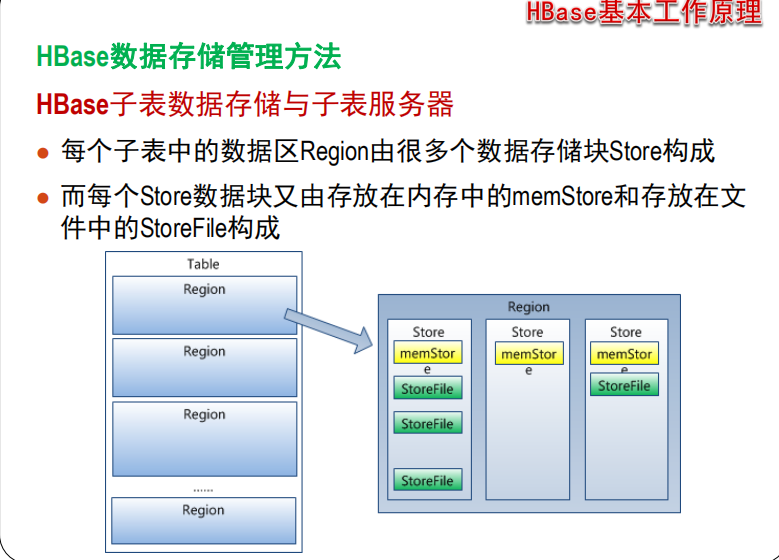 HBase基本工作原理
HBase数据存储管理方法
HBase子表数据存储与子表服务器
● 每个子表中的数据区Region由很多个数据存储块Store构成
● 而每个Store数据块又由存放在内存中的memStore和存放在文
件中的StoreFile构成
Table
Region
Region
Region
......
Region
Region
Store
memStor
e
StoreFile
StoreFile
StoreFile
Store
memStor
e
Store
memStor
e
StoreFile